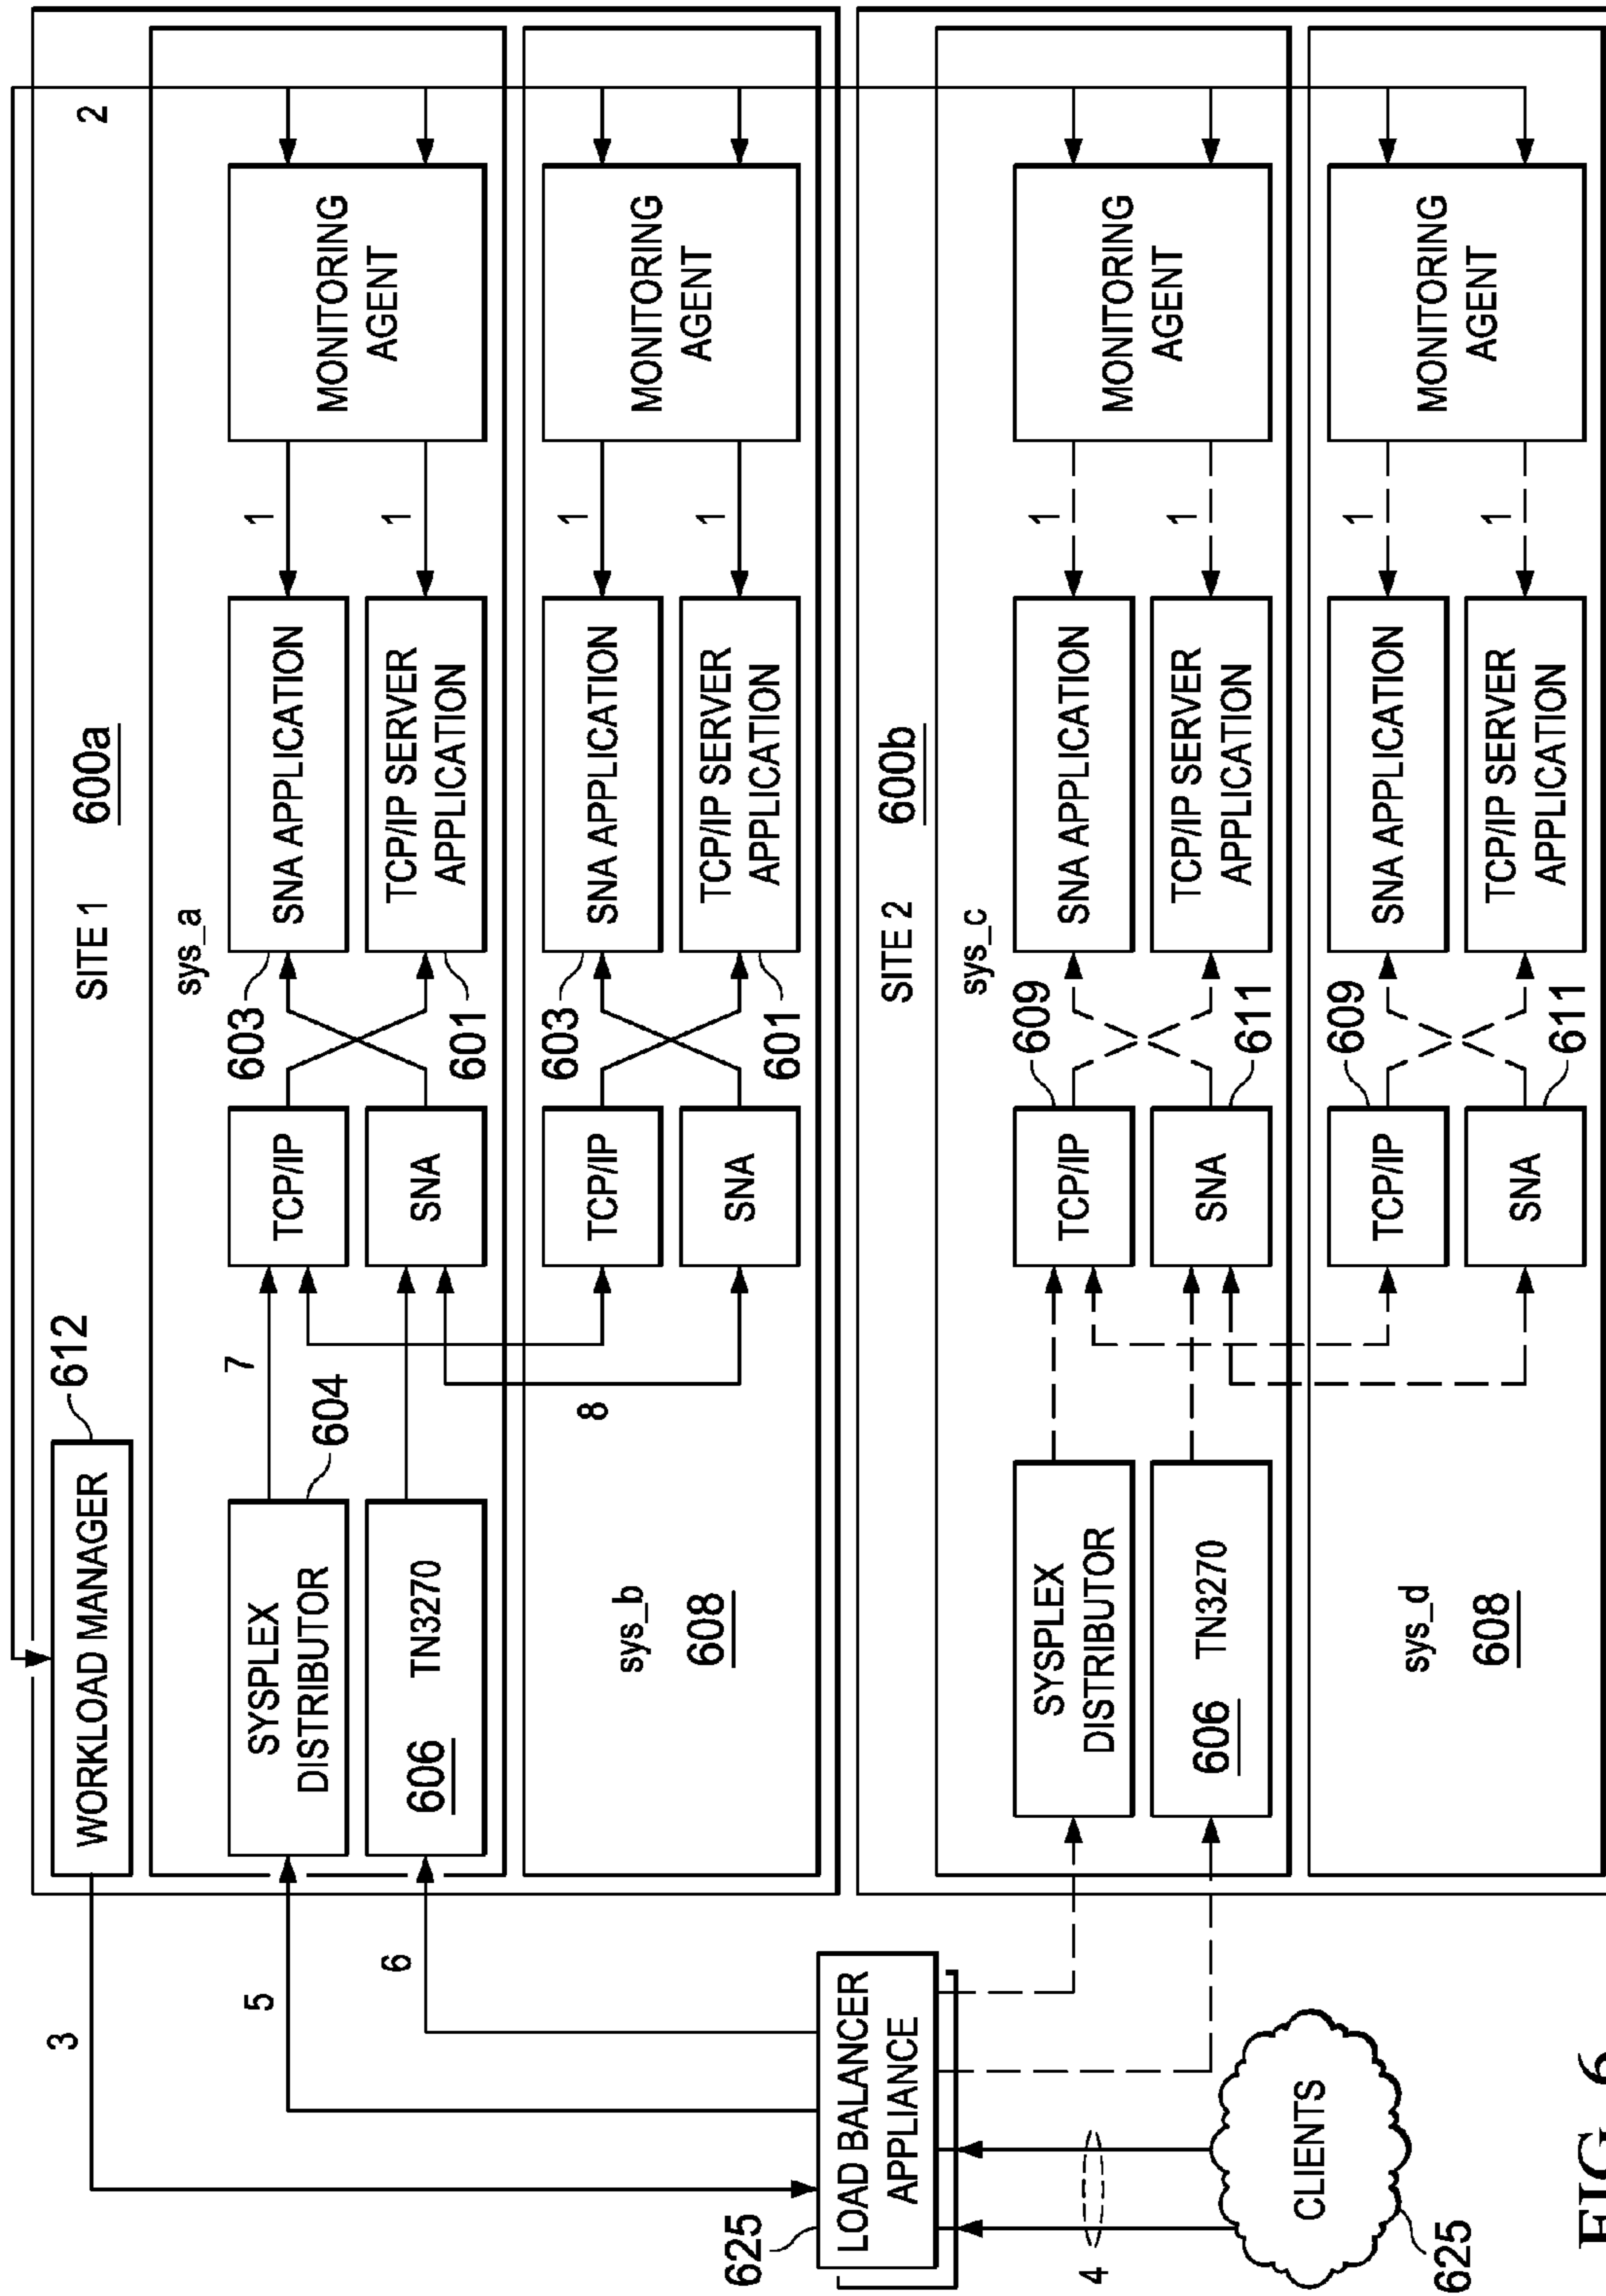 2
SITE 1
600a
WORKLOAD MANAGER
612
3
sys_a
SYSPLEX
DISTRIBUTOR
604
606
TN3270
5
6
7
TCP/IP
SNA
603
601
SNA APPLICATION
TCP/IP SERVER
APPLICATION
1
1
MONITORING
AGENT
sys_b
608
8
TCP/IP
SNA
603
601
SNA APPLICATION
TCP/IP SERVER
APPLICATION
1
1
MONITORING
AGENT
LOAD BALANCER
APPLIANCE
625
SITE 2
600b
sys_c
SYSPLEX
DISTRIBUTOR
606
TN3270
TCP/IP
SNA
609
611
SNA APPLICATION
TCP/IP SERVER
APPLICATION
1
1
MONITORING
AGENT
4
CLIENTS
625
sys_d
608
TCP/IP
SNA
609
611
SNA APPLICATION
TCP/IP SERVER
APPLICATION
1
1
MONITORING
AGENT
FIG. 6